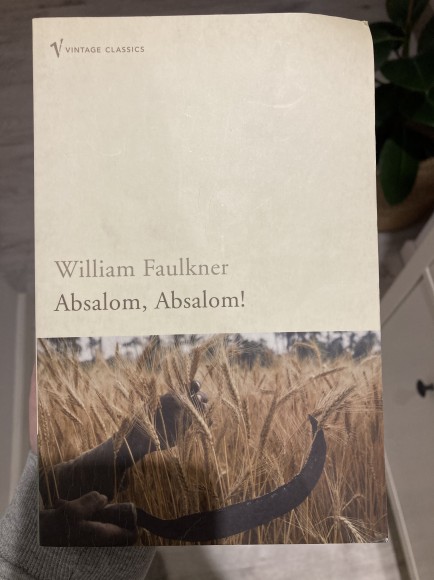 V VINTAGE CLASSICS
William Faulkner
Absalom, Absalom!